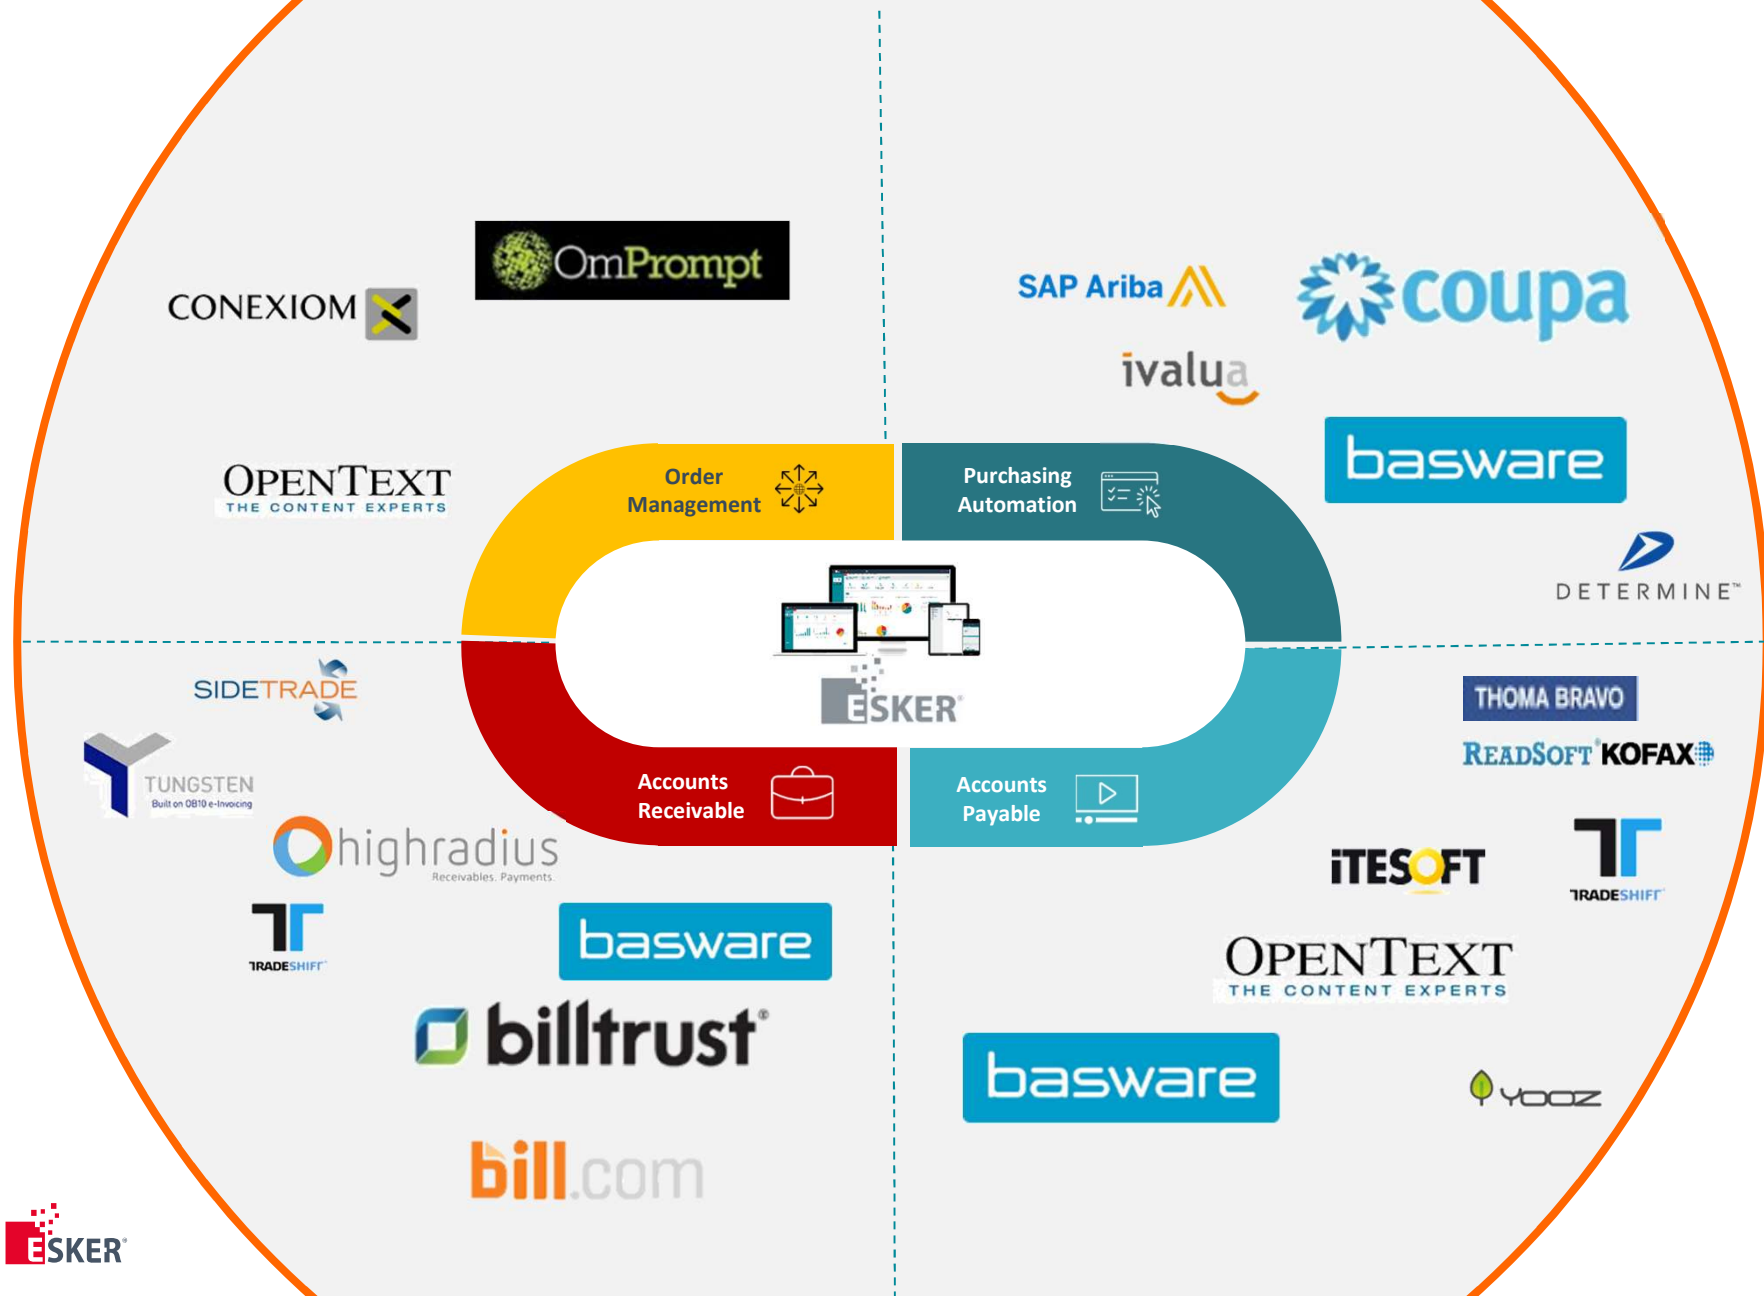 OmPrompt
CONEXIOM
OPENTEXT
THE CONTENT EXPERTS
SAP Ariba
coupa
ivalua
basware
DETERMINE™
Order
Management
Purchasing
Automation
ESKER®
Accounts
Receivable
Accounts
Payable
SIDETRADE
TUNGSTEN
Built on OB10 e-Invoicing
highradius
Receivables. Payments.
TRADESHIFT
basware
billtrust®
bill.com
THOMA BRAVO
READSOFT® KOFAX
iTESOFT
TRADESHIFT
OPENTEXT
THE CONTENT EXPERTS
basware
YOOZ
ESKER®